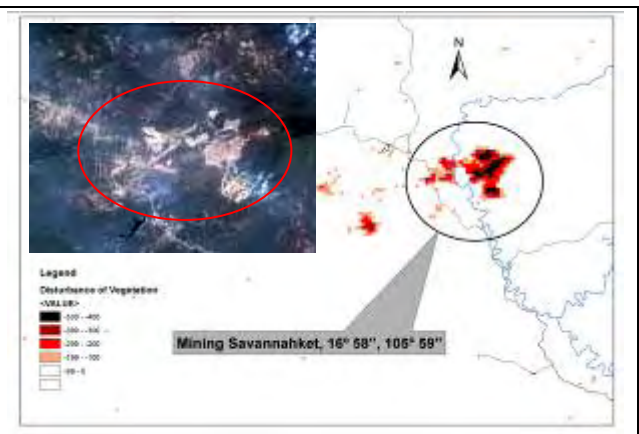 N
Legend
Disturbance of Vegetation
<VALUE>
Mining Savannahket, 16° 58'', 105° 59''